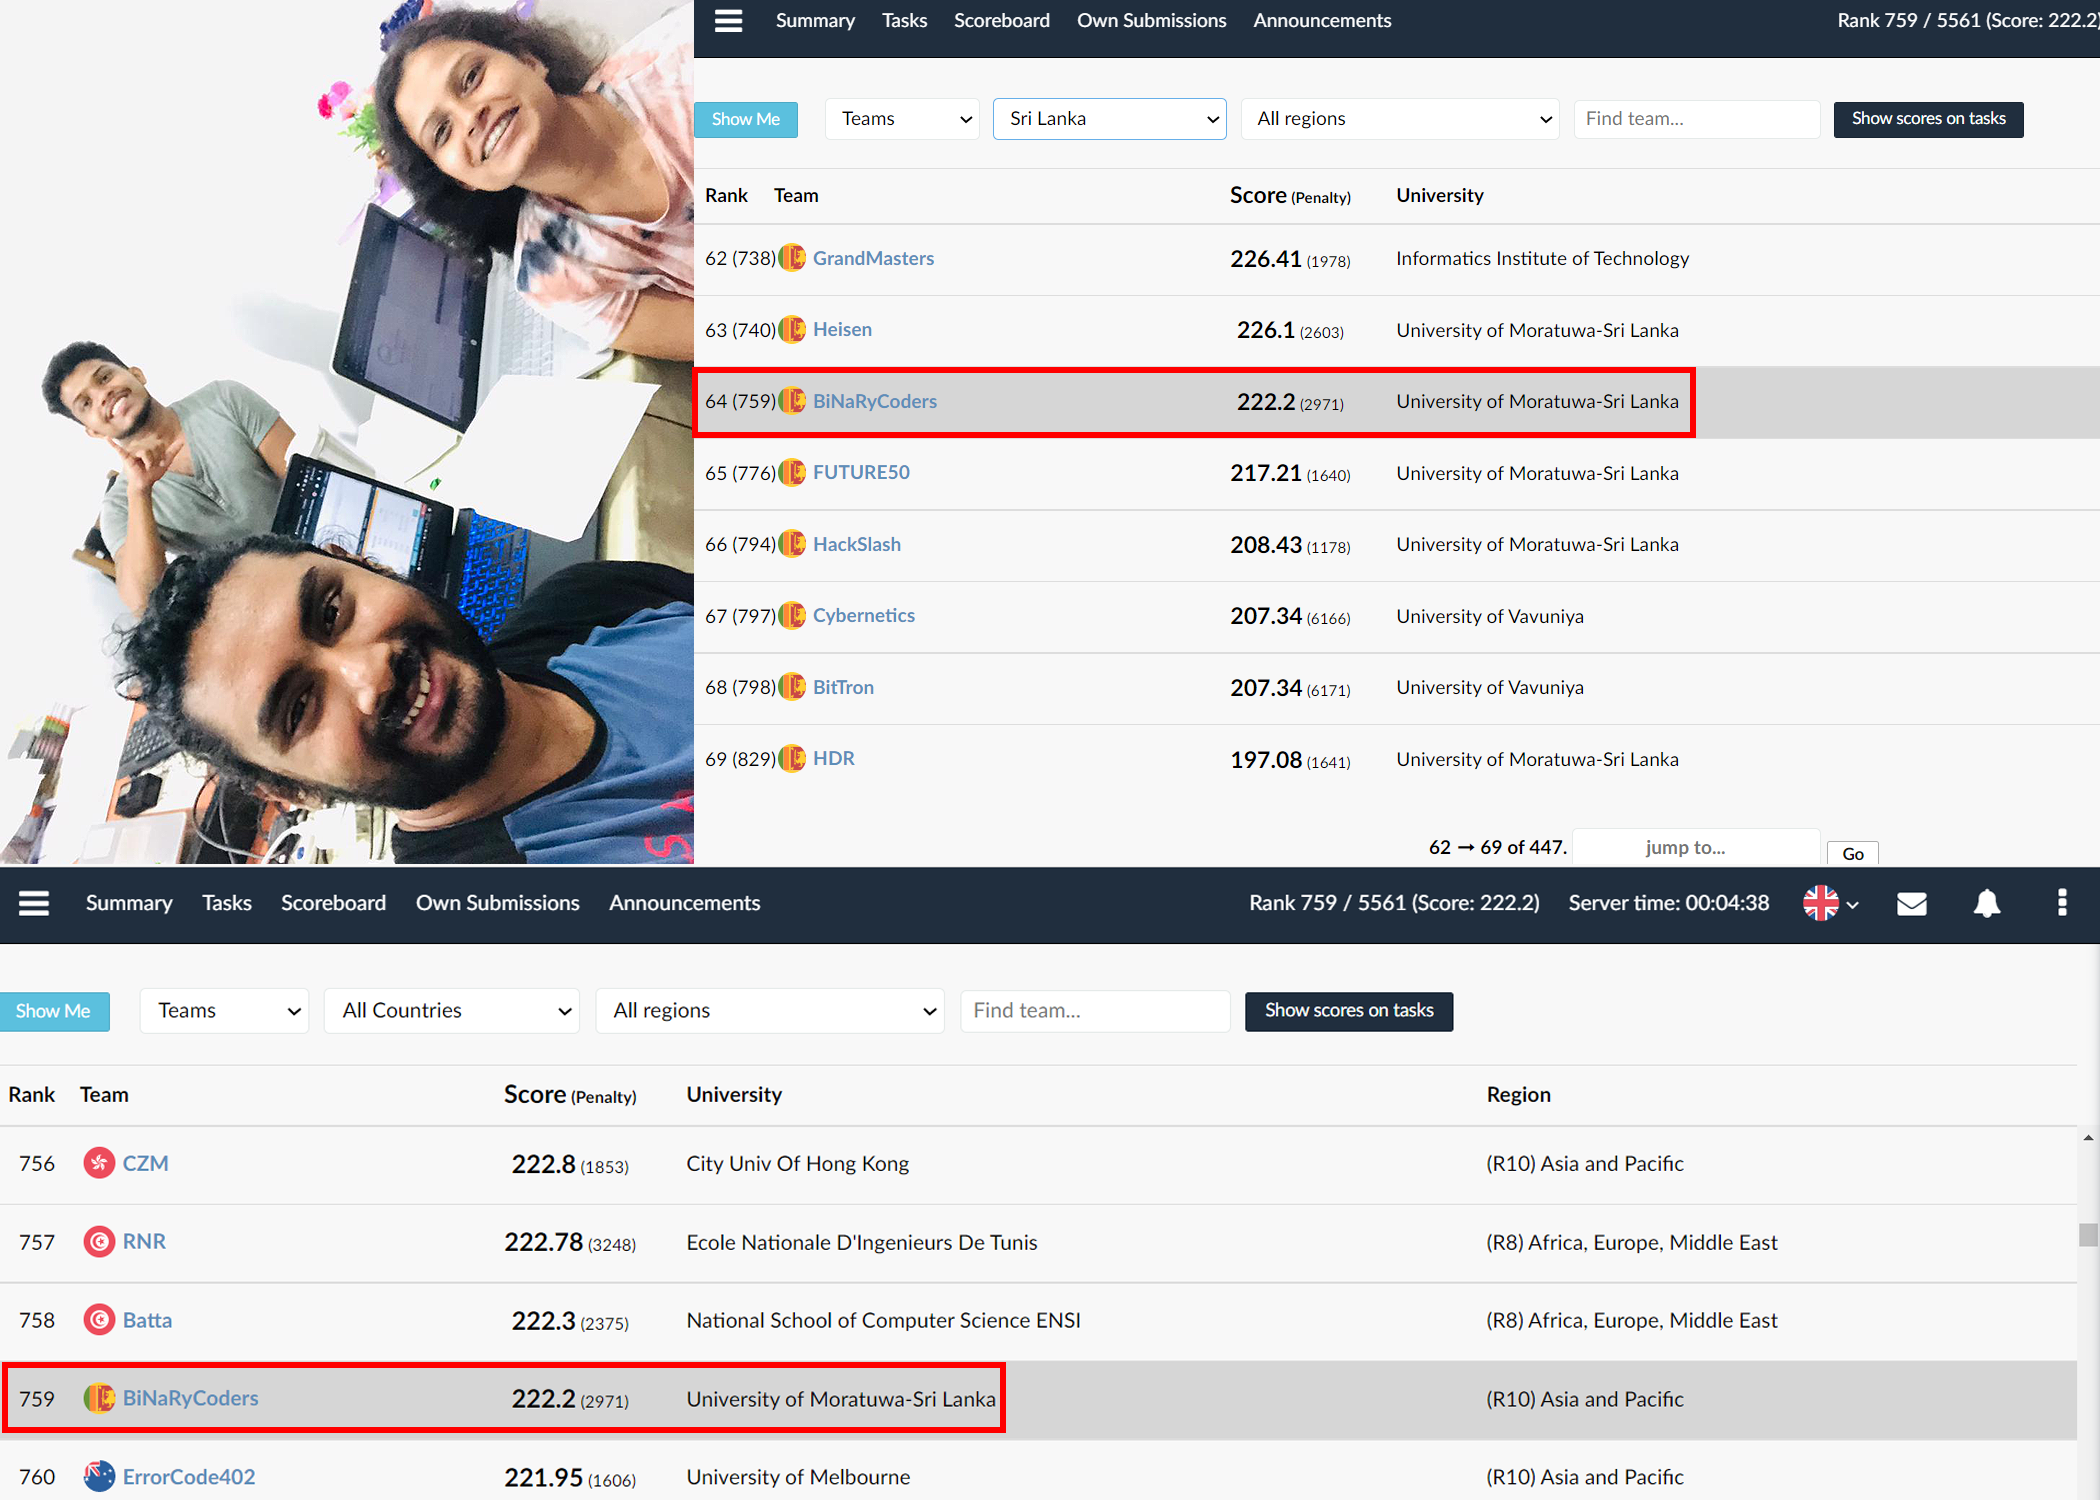 Summary Tasks Scoreboard Own Submissions Announcements Rank 759 / 5561 (Score: 222.2)
Show Me Teams Sri Lanka All regions Find team... Show scores on tasks
Rank Team Score (Penalty) University
62 (738) GrandMasters 226.41 (1978) Informatics Institute of Technology
63 (740) Heisen 226.1 (2603) University of Moratuwa-Sri Lanka
64 (759) BiNaRyCoders 222.2 (2971) University of Moratuwa-Sri Lanka
65 (776) FUTURE50 217.21 (1640) University of Moratuwa-Sri Lanka
66 (794) HackSlash 208.43 (1178) University of Moratuwa-Sri Lanka
67 (797) Cybernetics 207.34 (6166) University of Vavuniya
68 (798) BitTron 207.34 (6171) University of Vavuniya
69 (829) HDR 197.08 (1641) University of Moratuwa-Sri Lanka
62 → 69 of 447. jump to... Go
Summary Tasks Scoreboard Own Submissions Announcements Rank 759 / 5561 (Score: 222.2) Server time: 00:04:38
Show Me Teams All Countries All regions Find team... Show scores on tasks
Rank Team Score (Penalty) University Region
756 CZM 222.8 (1853) City Univ Of Hong Kong (R10) Asia and Pacific
757 RNR 222.78 (3248) Ecole Nationale D'Ingenieurs De Tunis (R8) Africa, Europe, Middle East
758 Batta 222.3 (2375) National School of Computer Science ENSI (R8) Africa, Europe, Middle East
759 BiNaRyCoders 222.2 (2971) University of Moratuwa-Sri Lanka (R10) Asia and Pacific
760 ErrorCode402 221.95 (1606) University of Melbourne (R10) Asia and Pacific